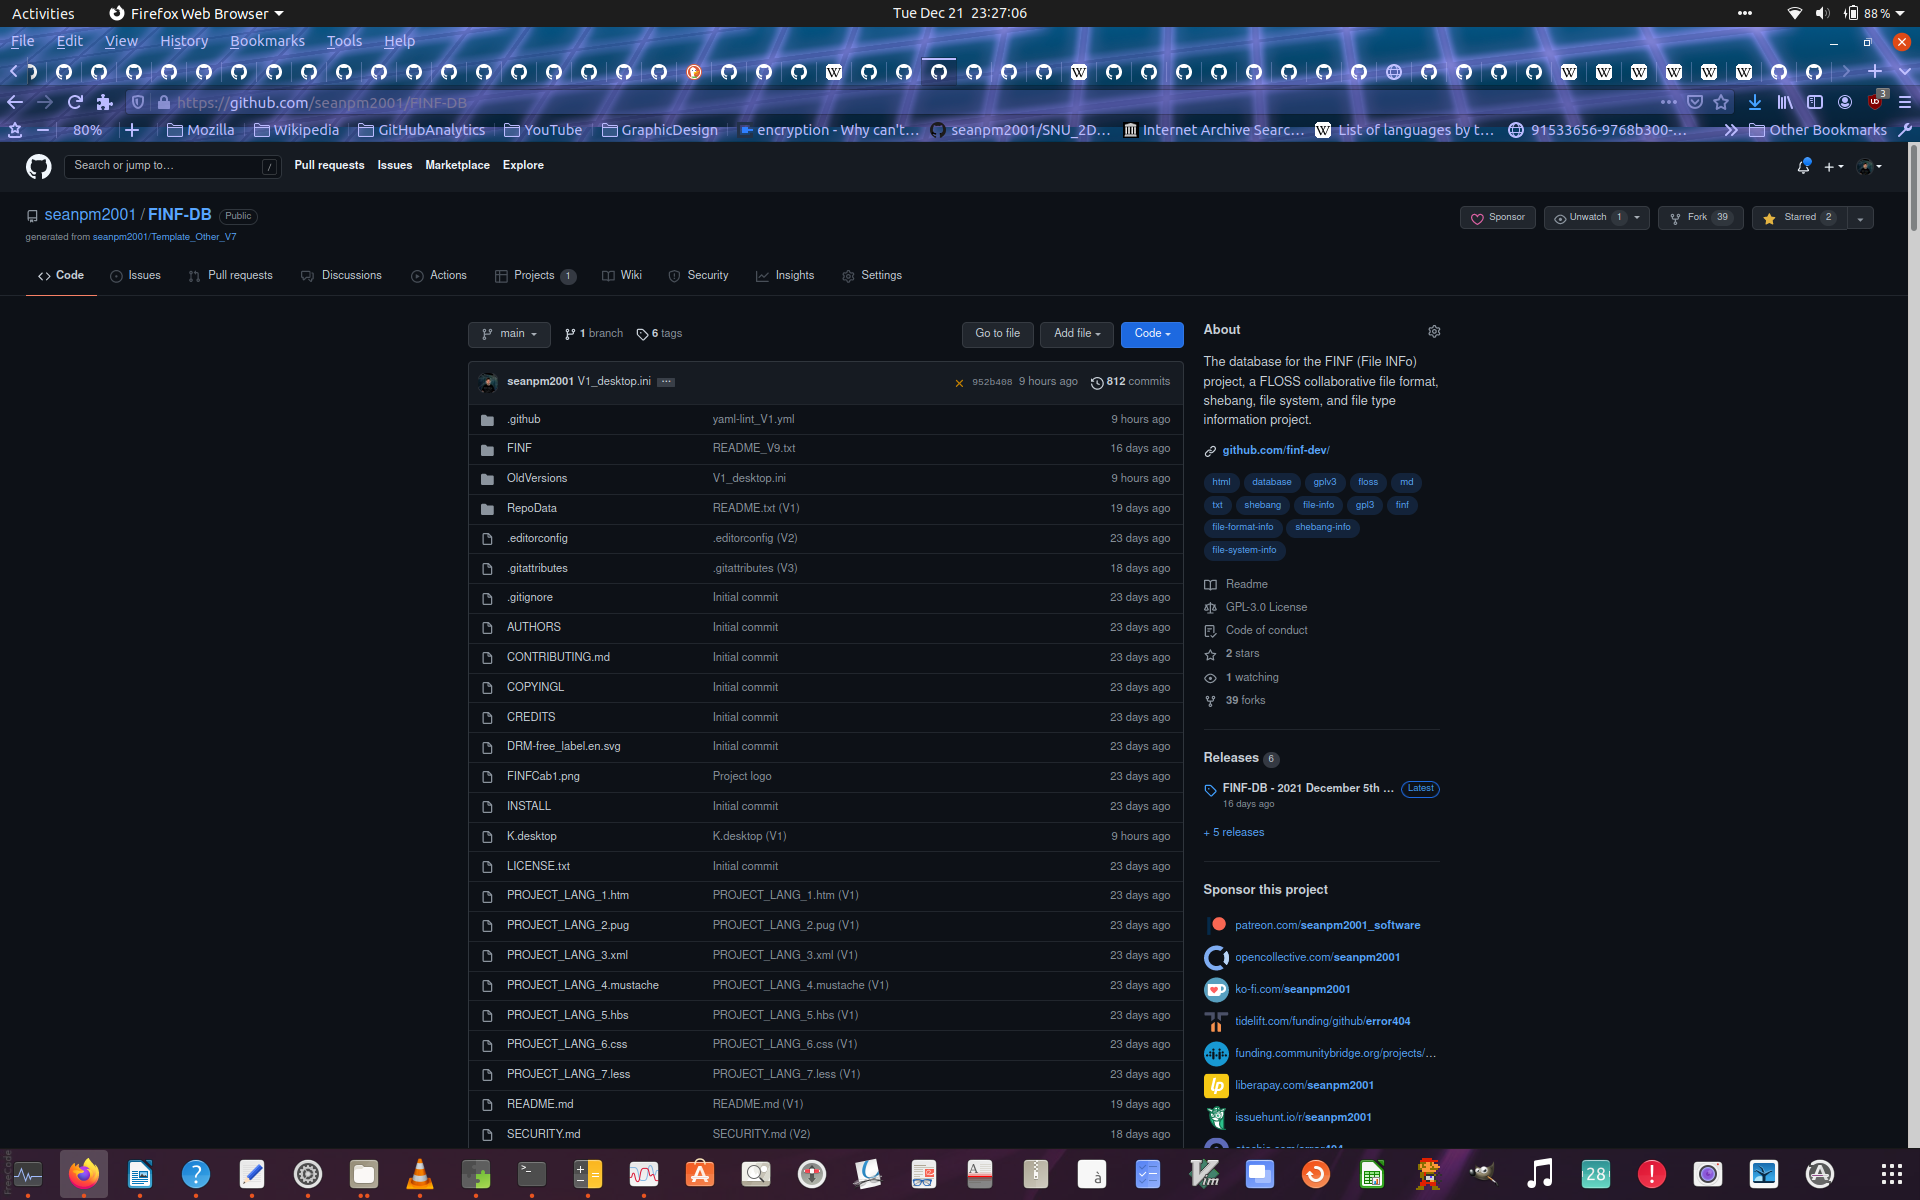 Activities
Firefox Web Browser
Tue Dec 21 23:27:06
88 %
File Edit View History Bookmarks Tools Help
https://github.com/seanpm2001/FINF-DB
3
80%
Mozilla
Wikipedia
GitHubAnalytics
YouTube
GraphicDesign
encryption - Why can't…
seanpm2001/SNU_2D…
Internet Archive Searc…
List of languages by t…
91533656-9768b300-…
Other Bookmarks
Search or jump to…
/
Pull requests
Issues
Marketplace
Explore
seanpm2001 / FINF-DB
Public
generated from seanpm2001/Template_Other_V7
Sponsor
Unwatch 1
Fork 39
Starred 2
Code
Issues
Pull requests
Discussions
Actions
Projects 1
Wiki
Security
Insights
Settings
main
1 branch
6 tags
Go to file
Add file
Code
seanpm2001 V1_desktop.ini
952b408 9 hours ago
812 commits
.github yaml-lint_V1.yml 9 hours ago
FINF README_V9.txt 16 days ago
OldVersions V1_desktop.ini 9 hours ago
RepoData README.txt (V1) 19 days ago
.editorconfig .editorconfig (V2) 23 days ago
.gitattributes .gitattributes (V3) 18 days ago
.gitignore Initial commit 23 days ago
AUTHORS Initial commit 23 days ago
CONTRIBUTING.md Initial commit 23 days ago
COPYINGL Initial commit 23 days ago
CREDITS Initial commit 23 days ago
DRM-free_label.en.svg Initial commit 23 days ago
FINFCab1.png Project logo 23 days ago
INSTALL Initial commit 23 days ago
K.desktop K.desktop (V1) 9 hours ago
LICENSE.txt Initial commit 23 days ago
PROJECT_LANG_1.htm PROJECT_LANG_1.htm (V1) 23 days ago
PROJECT_LANG_2.pug PROJECT_LANG_2.pug (V1) 23 days ago
PROJECT_LANG_3.xml PROJECT_LANG_3.xml (V1) 23 days ago
PROJECT_LANG_4.mustache PROJECT_LANG_4.mustache (V1) 23 days ago
PROJECT_LANG_5.hbs PROJECT_LANG_5.hbs (V1) 23 days ago
PROJECT_LANG_6.css PROJECT_LANG_6.css (V1) 23 days ago
PROJECT_LANG_7.less PROJECT_LANG_7.less (V1) 23 days ago
README.md README.md (V1) 19 days ago
SECURITY.md SECURITY.md (V2) 18 days ago
About
The database for the FINF (File INFo)
project, a FLOSS collaborative file format,
shebang, file system, and file type
information project.
github.com/finf-dev/
html database gplv3 floss md
txt shebang file-info gpl3 finf
file-format-info shebang-info
file-system-info
Readme
GPL-3.0 License
Code of conduct
2 stars
1 watching
39 forks
Releases 6
FINF-DB - 2021 December 5th …
Latest
16 days ago
+ 5 releases
Sponsor this project
patreon.com/seanpm2001_software
opencollective.com/seanpm2001
ko-fi.com/seanpm2001
tidelift.com/funding/github/error404
funding.communitybridge.org/projects/…
liberapay.com/seanpm2001
issuehunt.io/r/seanpm2001
28